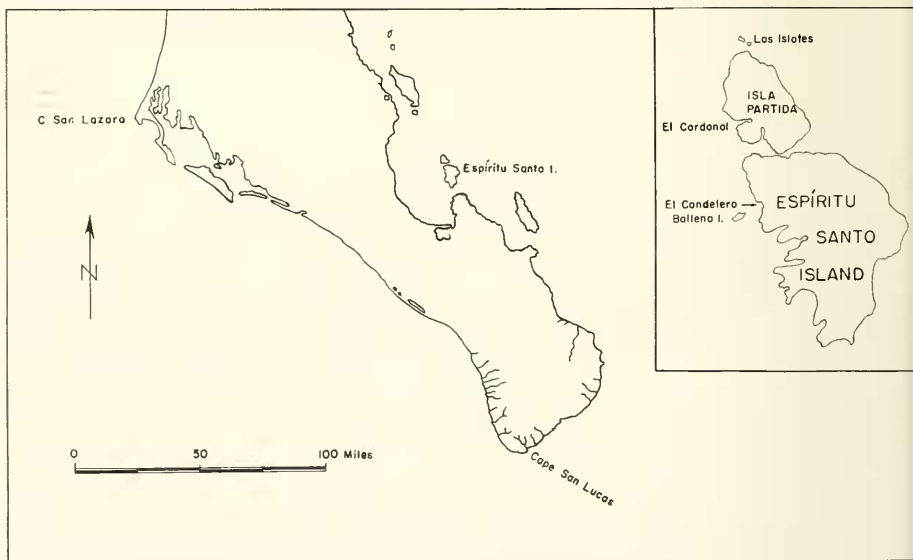 C. San Lazaro
Espíritu Santo I.
N
0 50 100 Miles
Cape San Lucas
Los Islotes
ISLA
PARTIDA
El Cardonal
El Candelero
Balleno I.
ESPÍRITU
SANTO
ISLAND